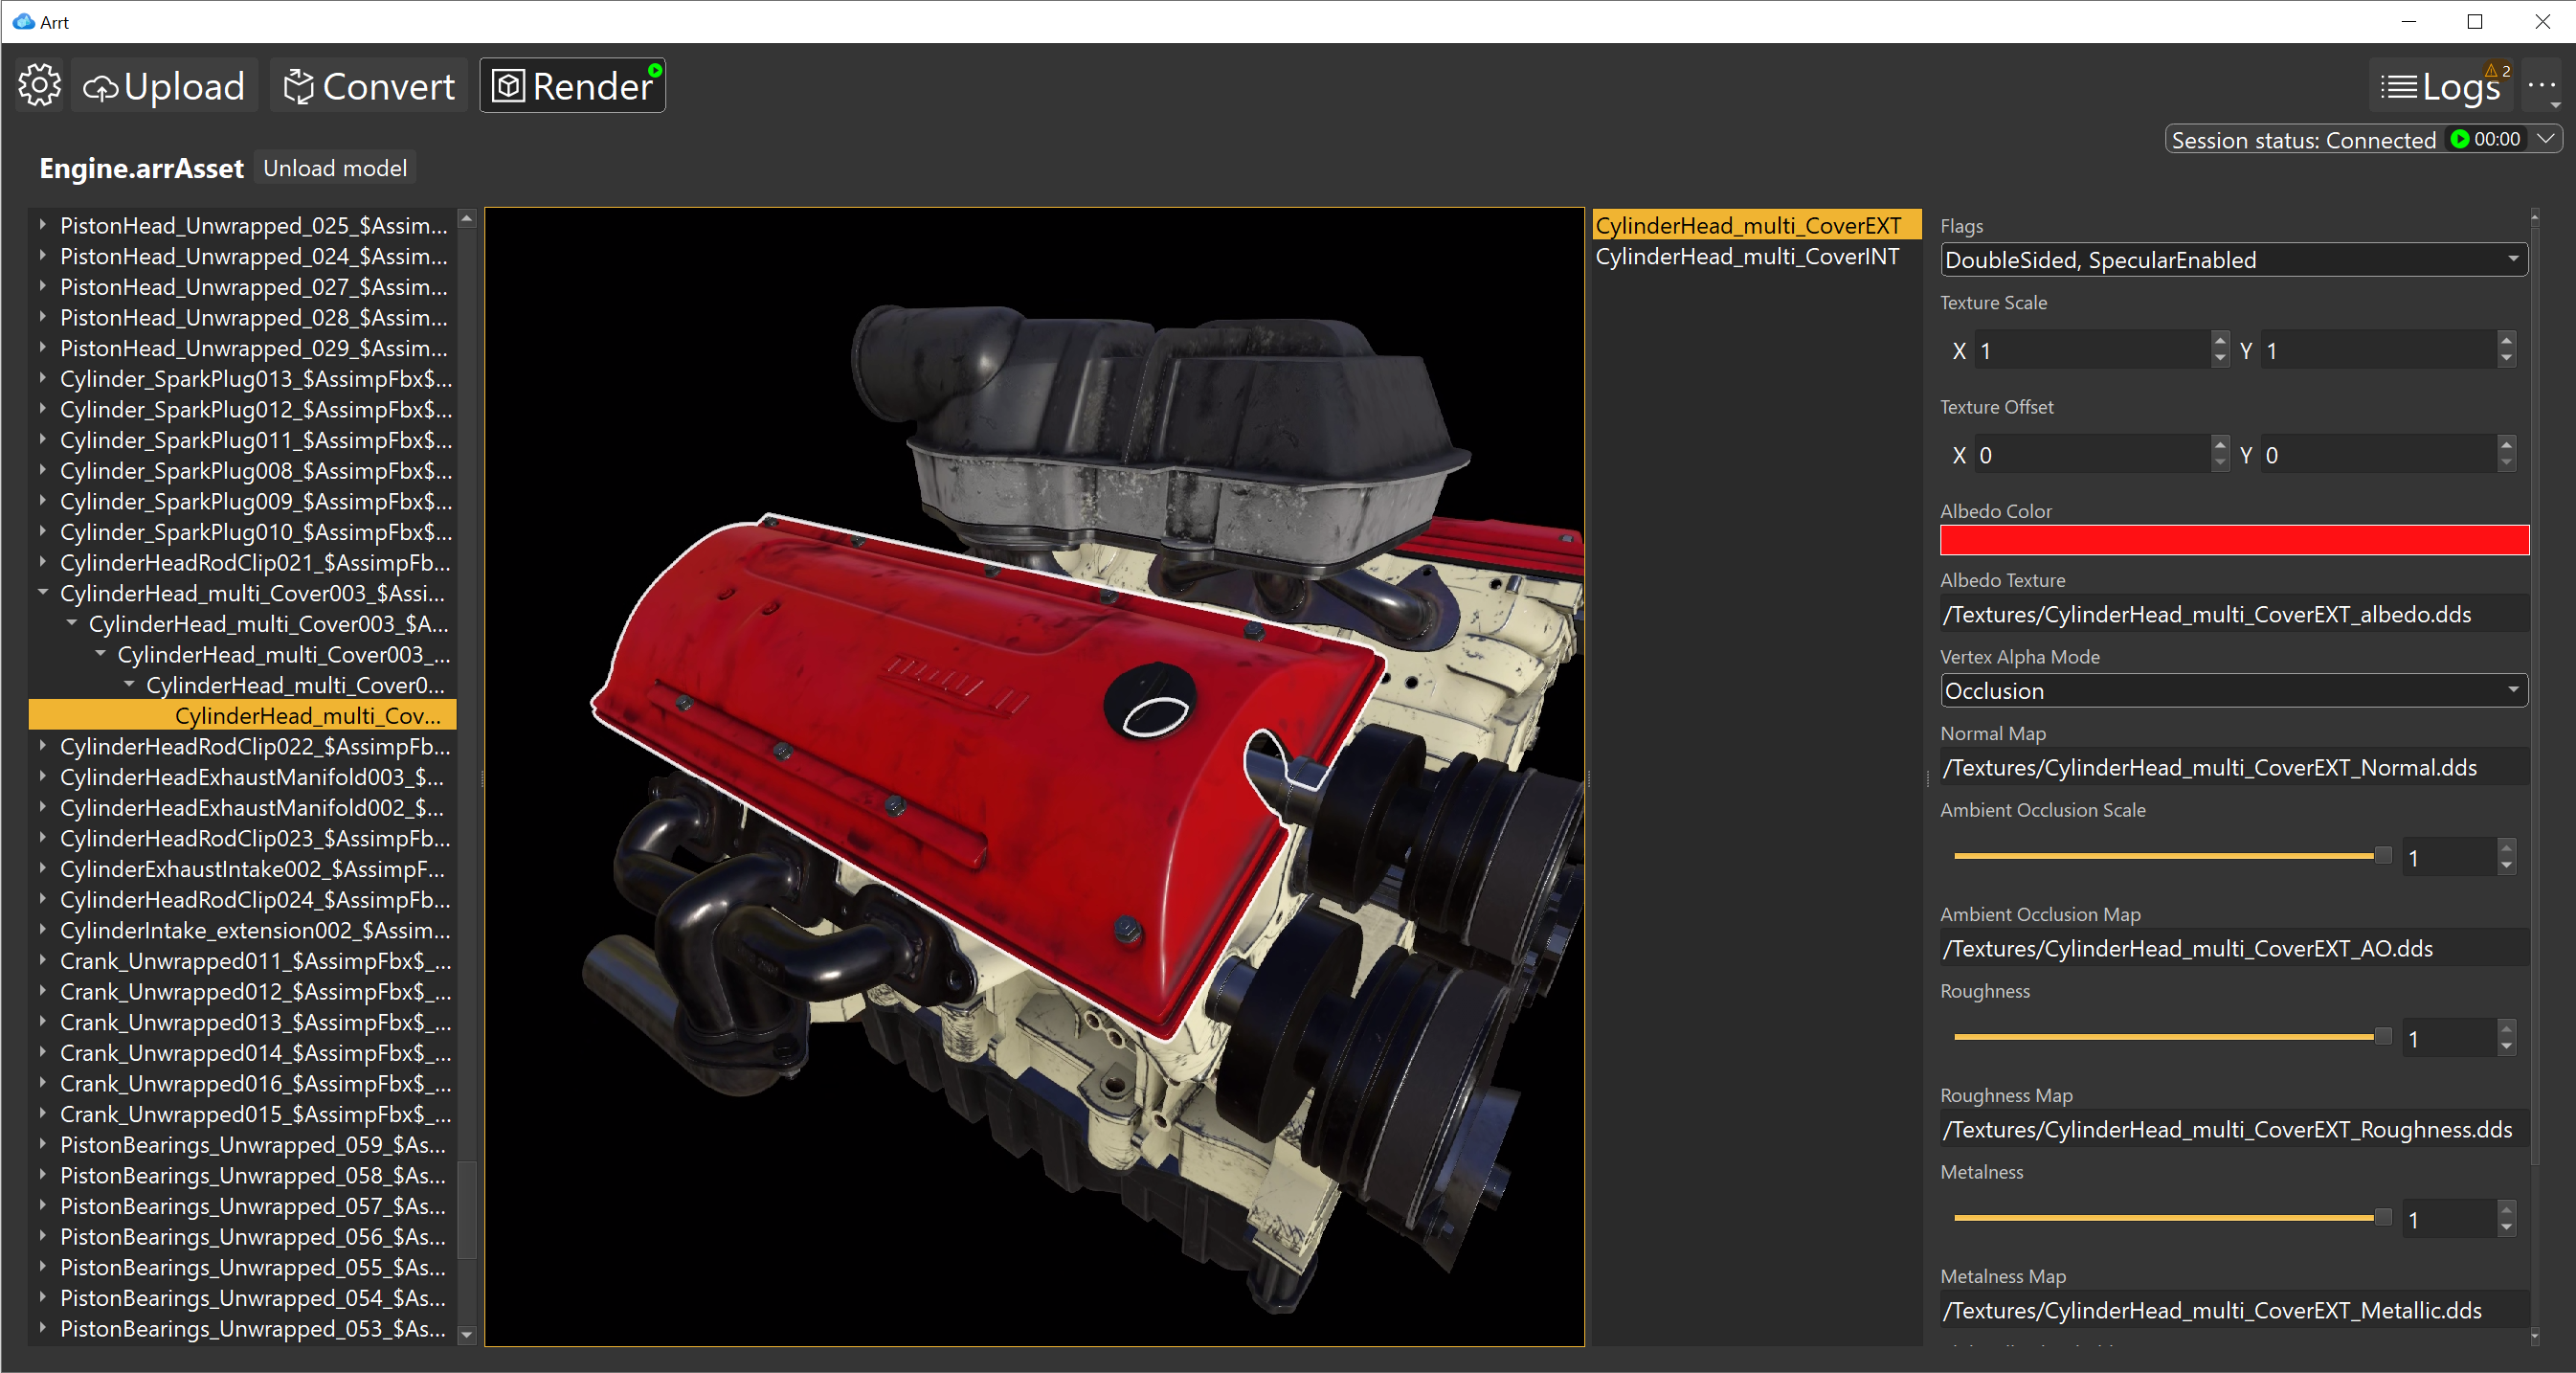 Arrt
Upload
Convert
Render
Logs
2
Session status: Connected 00:00
Engine.arrAsset
Unload model
PistonHead_Unwrapped_025_$Assim...
PistonHead_Unwrapped_024_$Assim...
PistonHead_Unwrapped_027_$Assim...
PistonHead_Unwrapped_028_$Assim...
PistonHead_Unwrapped_029_$Assim...
Cylinder_SparkPlug013_$AssimpFbx$...
Cylinder_SparkPlug012_$AssimpFbx$...
Cylinder_SparkPlug011_$AssimpFbx$...
Cylinder_SparkPlug008_$AssimpFbx$...
Cylinder_SparkPlug009_$AssimpFbx$...
Cylinder_SparkPlug010_$AssimpFbx$...
CylinderHeadRodClip021_$AssimpFb...
CylinderHead_multi_Cover003_$Assi...
CylinderHead_multi_Cover003_$A...
CylinderHead_multi_Cover003_...
CylinderHead_multi_Cover0...
CylinderHead_multi_Cov...
CylinderHeadRodClip022_$AssimpFb...
CylinderHeadExhaustManifold003_$...
CylinderHeadExhaustManifold002_$...
CylinderHeadRodClip023_$AssimpFb...
CylinderExhaustIntake002_$AssimpF...
CylinderHeadRodClip024_$AssimpFb...
CylinderIntake_extension002_$Assim...
Crank_Unwrapped011_$AssimpFbx$_...
Crank_Unwrapped012_$AssimpFbx$_...
Crank_Unwrapped013_$AssimpFbx$_...
Crank_Unwrapped014_$AssimpFbx$_...
Crank_Unwrapped016_$AssimpFbx$_...
Crank_Unwrapped015_$AssimpFbx$_...
PistonBearings_Unwrapped_059_$As...
PistonBearings_Unwrapped_058_$As...
PistonBearings_Unwrapped_057_$As...
PistonBearings_Unwrapped_056_$As...
PistonBearings_Unwrapped_055_$As...
PistonBearings_Unwrapped_054_$As...
PistonBearings_Unwrapped_053_$As...
CylinderHead_multi_CoverEXT
CylinderHead_multi_CoverINT
Flags
DoubleSided, SpecularEnabled
Texture Scale
X 1 Y 1
Texture Offset
X 0 Y 0
Albedo Color
Albedo Texture
/Textures/CylinderHead_multi_CoverEXT_albedo.dds
Vertex Alpha Mode
Occlusion
Normal Map
/Textures/CylinderHead_multi_CoverEXT_Normal.dds
Ambient Occlusion Scale
1
Ambient Occlusion Map
/Textures/CylinderHead_multi_CoverEXT_AO.dds
Roughness
1
Roughness Map
/Textures/CylinderHead_multi_CoverEXT_Roughness.dds
Metalness
1
Metalness Map
/Textures/CylinderHead_multi_CoverEXT_Metallic.dds